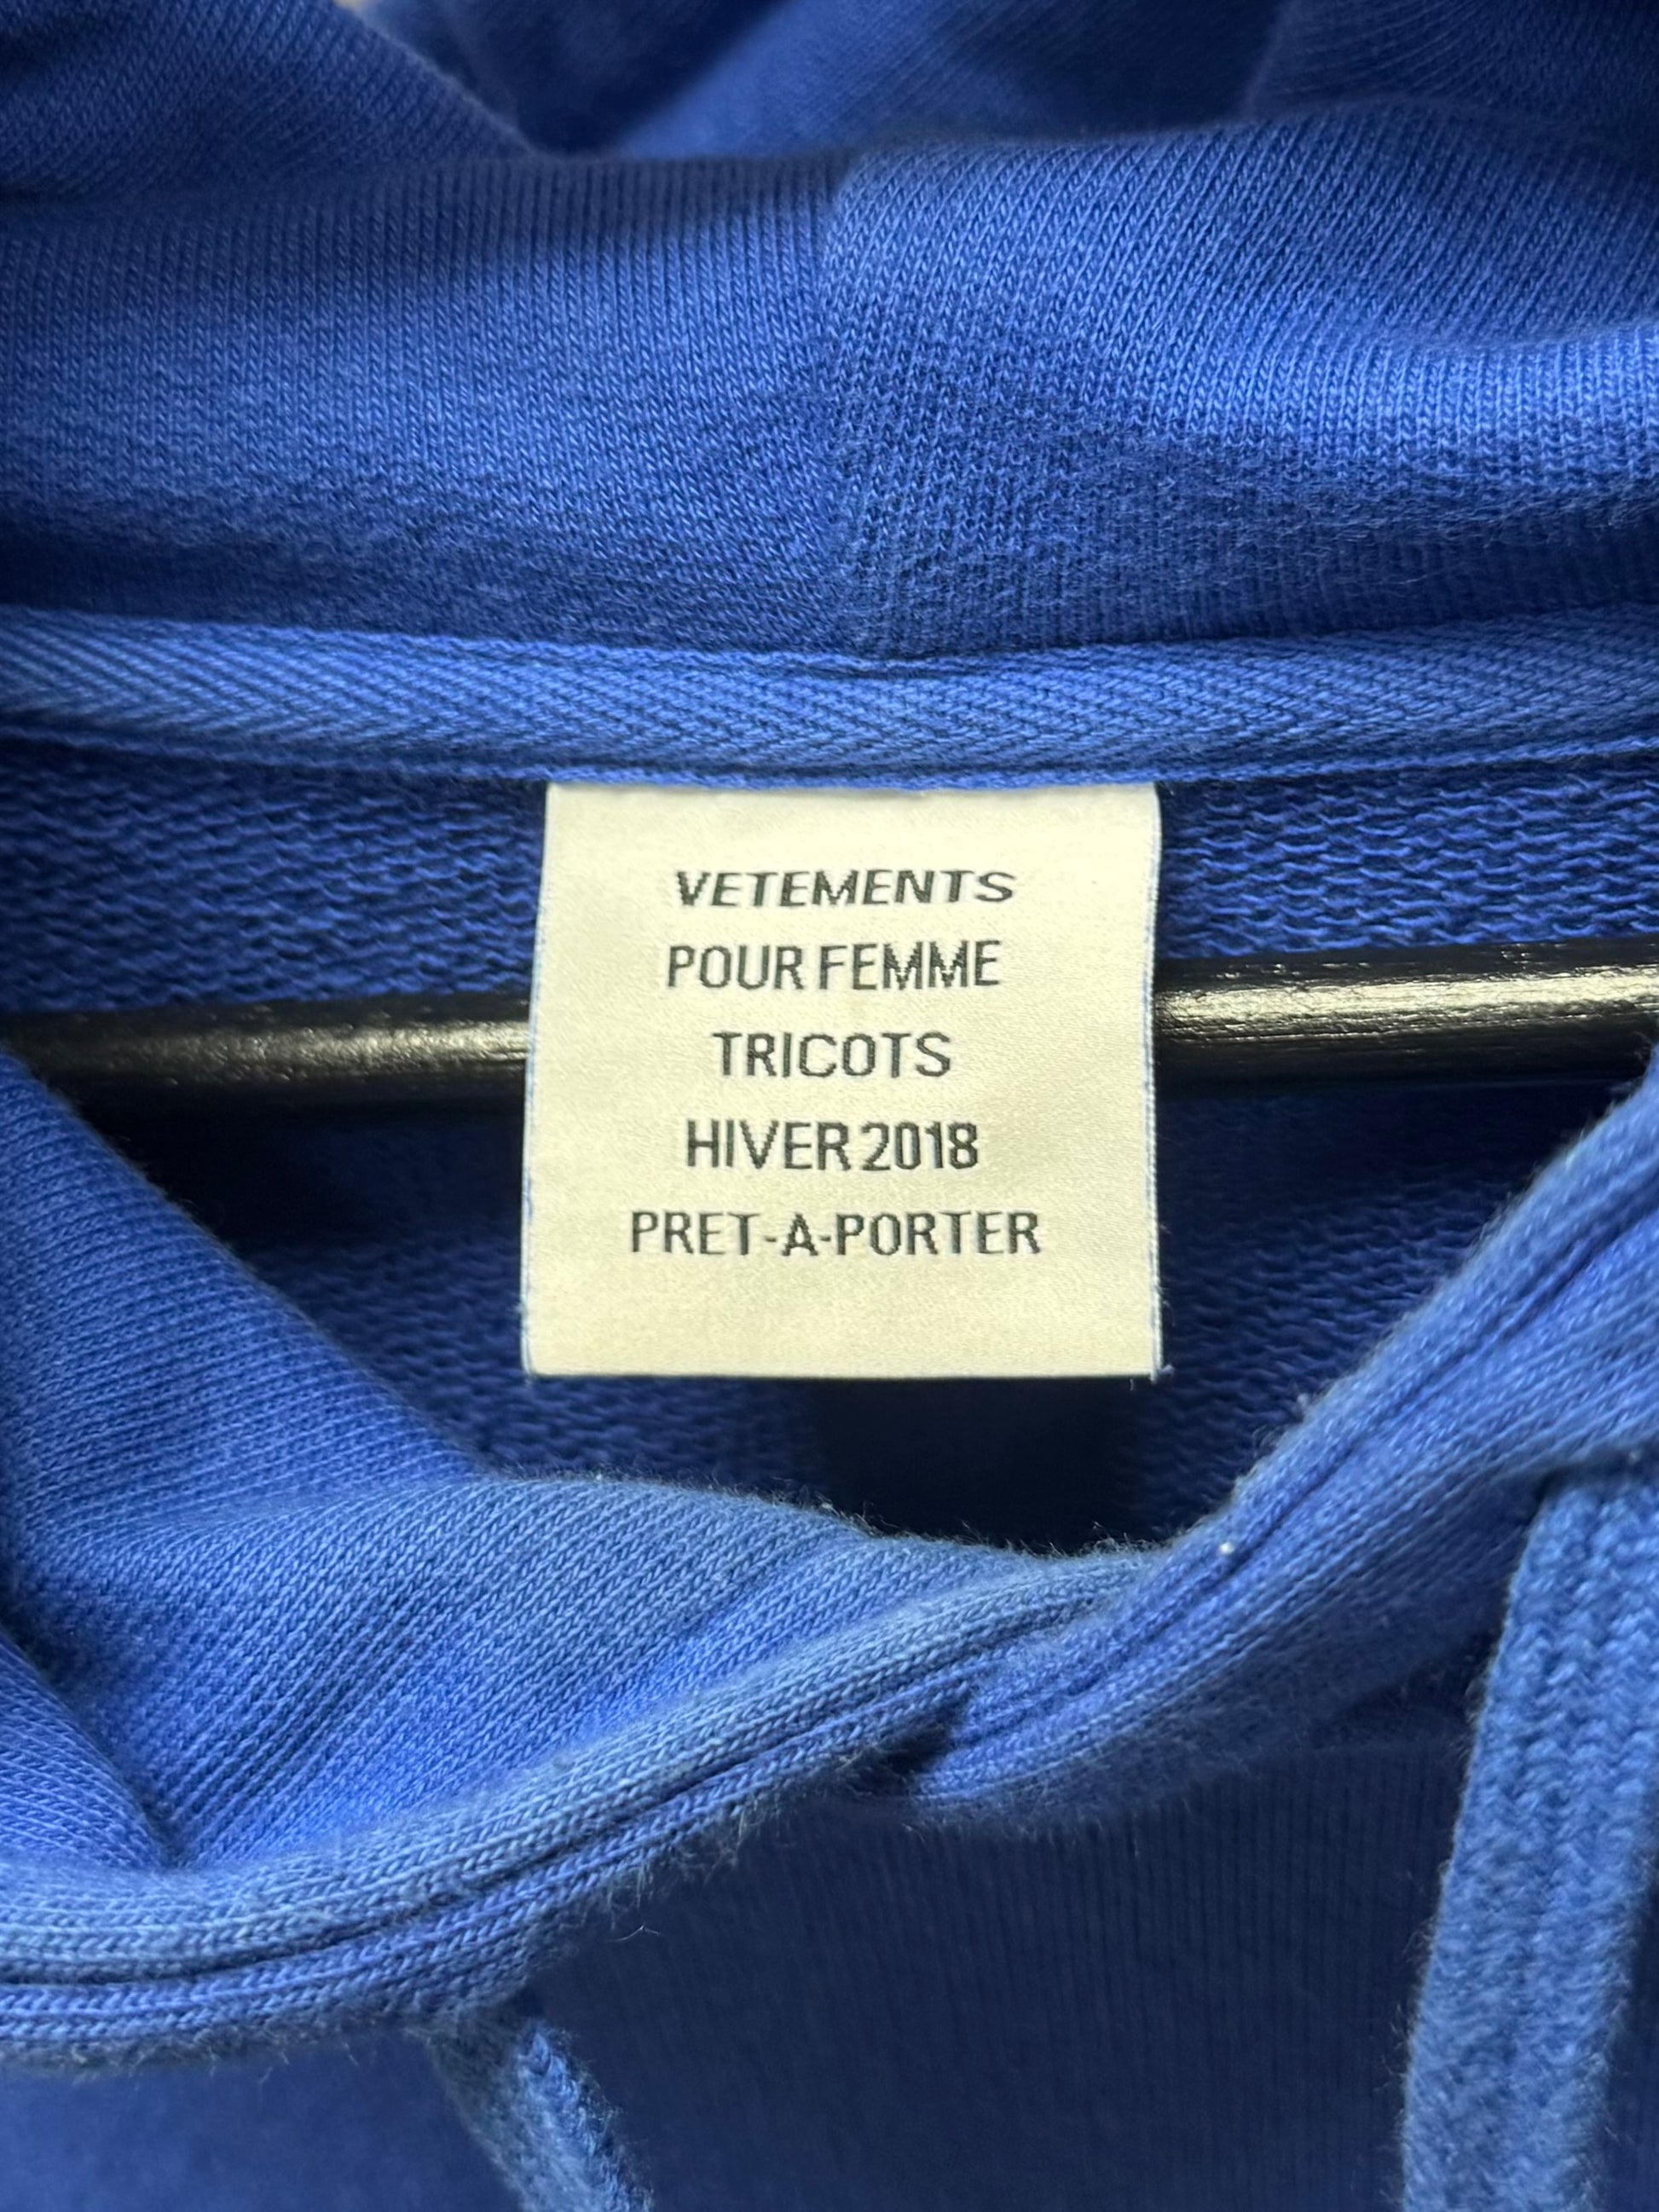 VETEMENTS
POUR FEMME
TRICOTS
HIVER 2018
PRET-A-PORTER